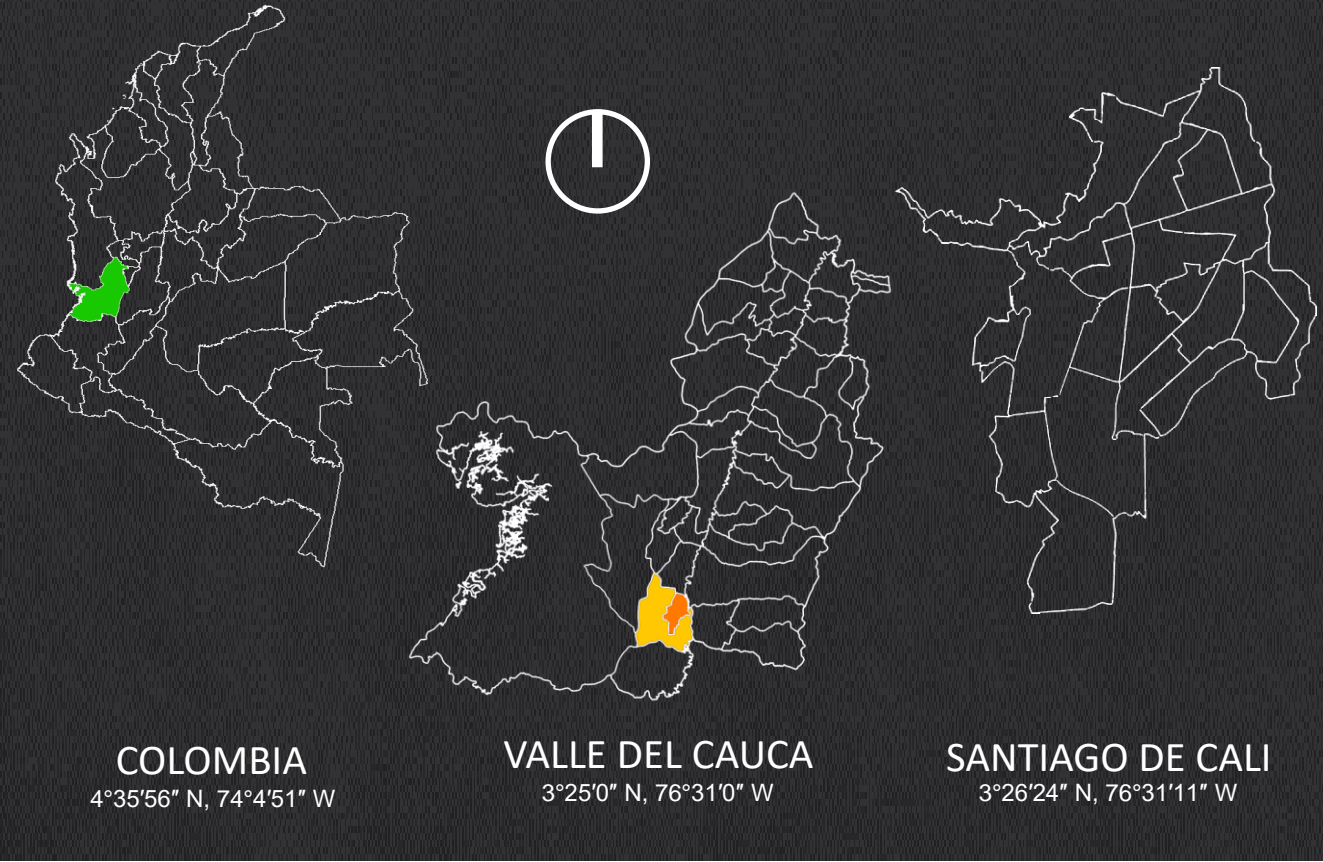 COLOMBIA
4°35′56″ N, 74°4′51″ W
VALLE DEL CAUCA
3°25′0″ N, 76°31′0″ W
SANTIAGO DE CALI
3°26′24″ N, 76°31′11″ W